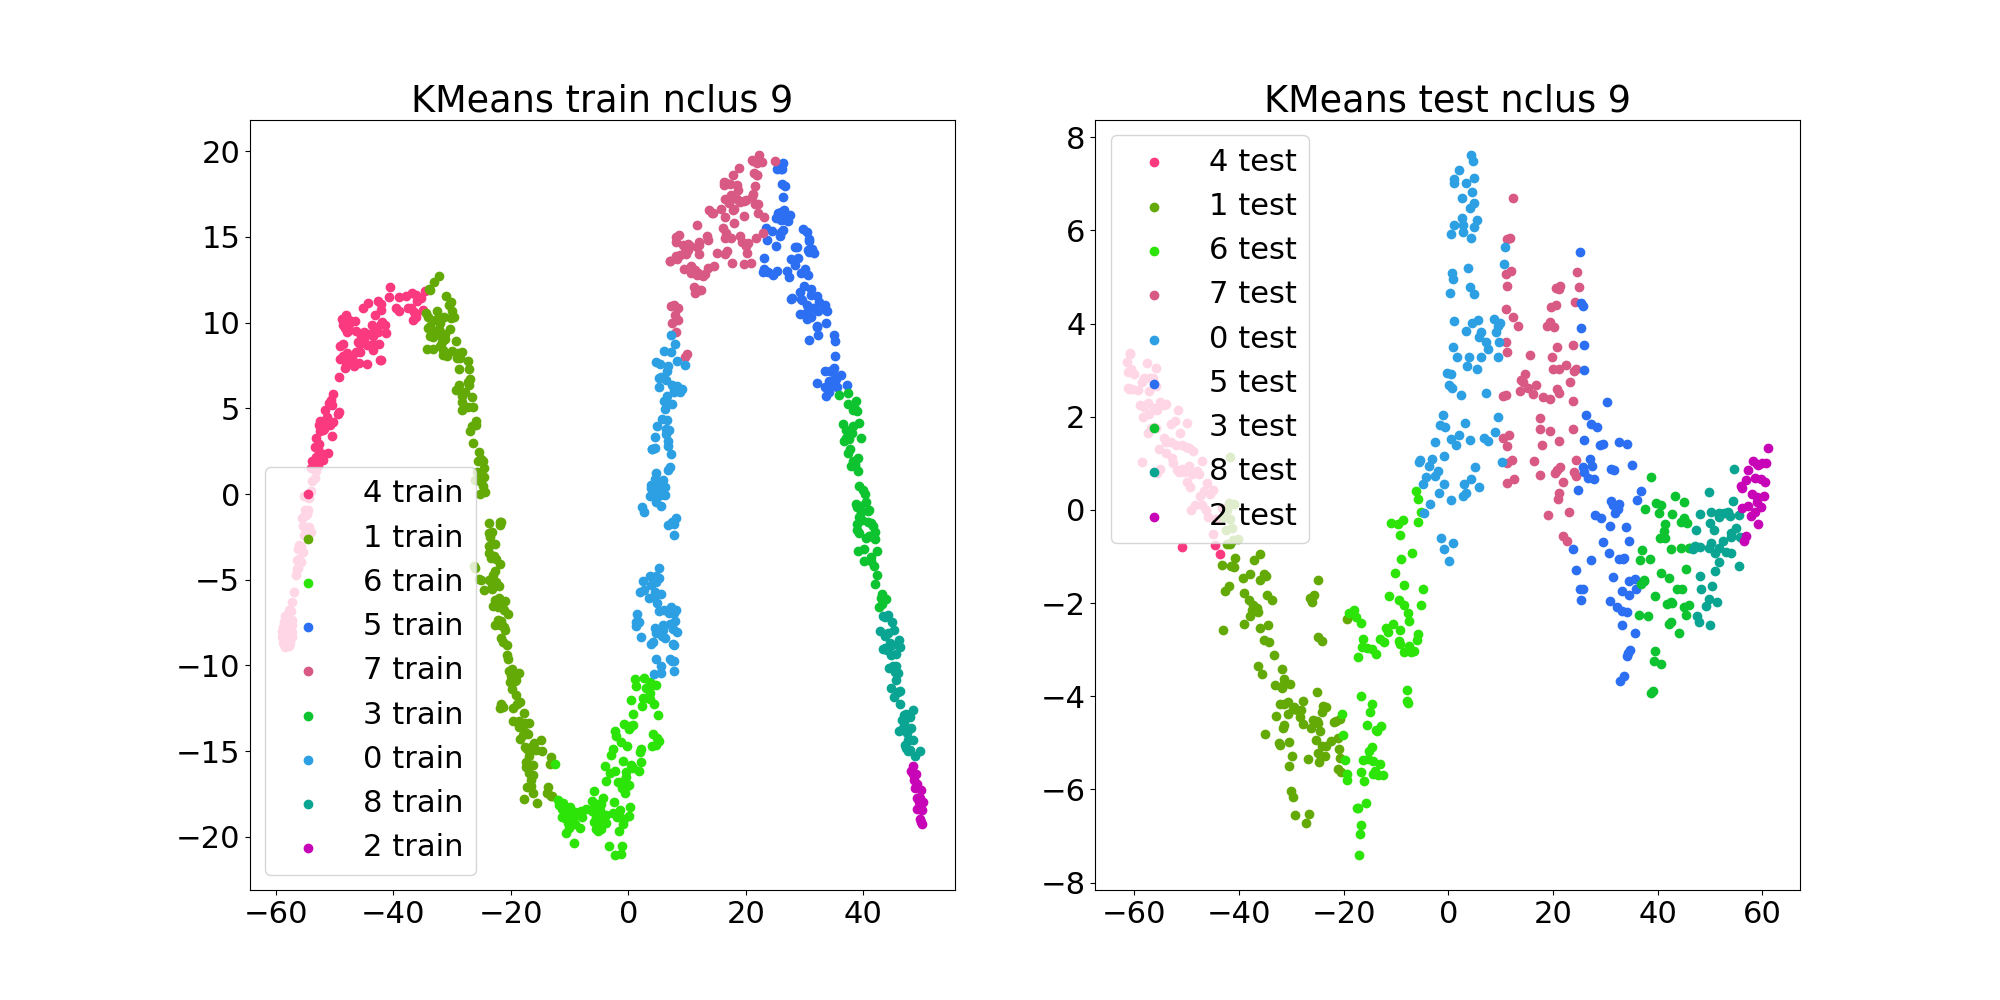 KMeans train nclus 9
20
15
10
5
0
−5
−10
−15
−20
−60 −40 −20 0 20 40
4 train
1 train
6 train
5 train
7 train
3 train
0 train
8 train
2 train
KMeans test nclus 9
8
6
4
2
0
−2
−4
−6
−8
−60 −40 −20 0 20 40 60
4 test
1 test
6 test
7 test
0 test
5 test
3 test
8 test
2 test